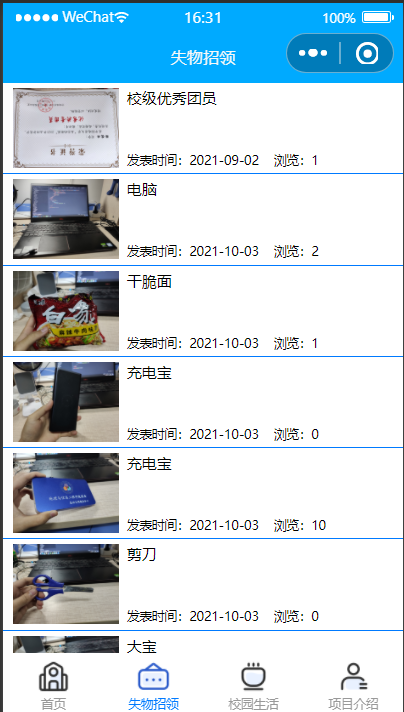 WeChat 16:31 100%
失物招领
校级优秀团员
发表时间：2021-09-02 浏览：1
电脑
发表时间：2021-10-03 浏览：2
干脆面
白象
发表时间：2021-10-03 浏览：1
充电宝
发表时间：2021-10-03 浏览：0
充电宝
发表时间：2021-10-03 浏览：10
剪刀
发表时间：2021-10-03 浏览：0
大宝
首页 失物招领 校园生活 项目介绍